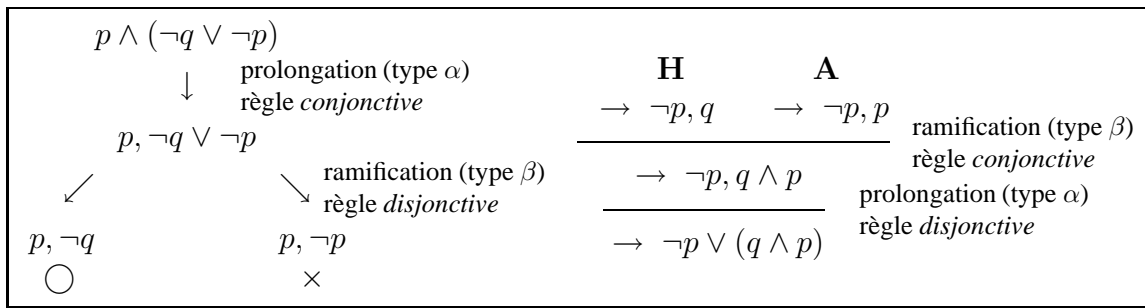 p ∧ (¬q ∨ ¬p)
↓ prolongation (type α)
règle conjonctive
p, ¬q ∨ ¬p
↙ ↘ ramification (type β)
règle disjonctive
p, ¬q p, ¬p
◯ ×
H A
→ ¬p, q → ¬p, p
ramification (type β)
règle conjonctive
→ ¬p, q ∧ p
prolongation (type α)
règle disjonctive
→ ¬p ∨ (q ∧ p)